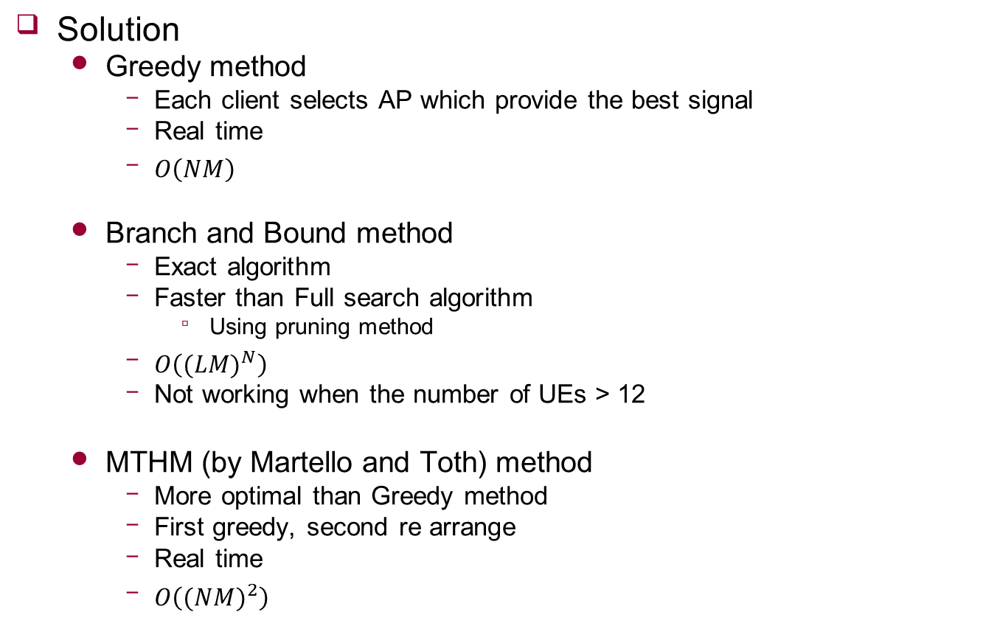 ❑ Solution
● Greedy method
– Each client selects AP which provide the best signal
– Real time
– O(NM)
● Branch and Bound method
– Exact algorithm
– Faster than Full search algorithm
▫ Using pruning method
– O((LM)^N)
– Not working when the number of UEs > 12
● MTHM (by Martello and Toth) method
– More optimal than Greedy method
– First greedy, second re arrange
– Real time
– O((NM)²)